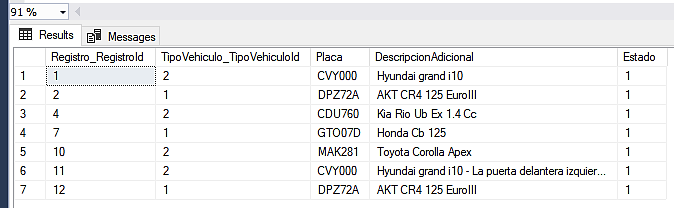 91 %
Results Messages
Registro_RegistroId TipoVehiculo_TipoVehiculoId Placa DescripcionAdicional Estado
1 1 2 CVY000 Hyundai grand i10 1
2 2 1 DPZ72A AKT CR4 125 EuroIII 1
3 4 2 CDU760 Kia Rio Ub Ex 1.4 Cc 1
4 7 1 GTO07D Honda Cb 125 1
5 10 2 MAK281 Toyota Corolla Apex 1
6 11 2 CVY000 Hyundai grand i10 - La puerta delantera izquier... 1
7 12 1 DPZ72A AKT CR4 125 EuroIII 1